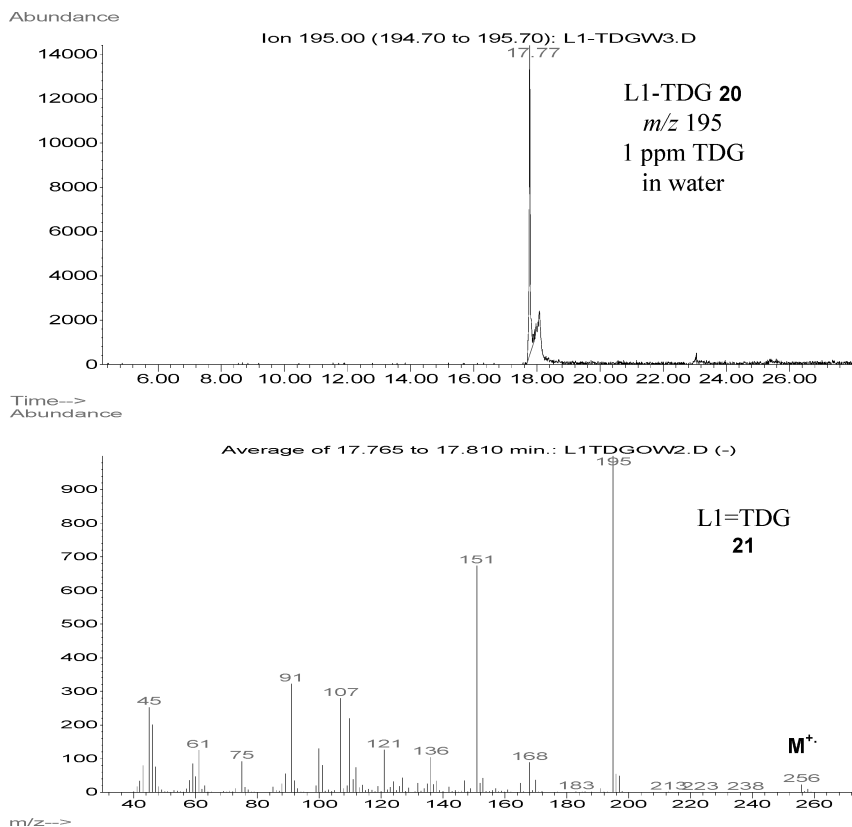 Abundance
Ion 195.00 (194.70 to 195.70): L1-TDGW3.D
17.77
14000
12000
10000
8000
6000
4000
2000
0
L1-TDG 20
m/z 195
1 ppm TDG
in water
6.00 8.00 10.00 12.00 14.00 16.00 18.00 20.00 22.00 24.00 26.00
Time-->
Abundance
Average of 17.765 to 17.810 min.: L1TDGOW2.D (-)
195
900
800
700
600
500
400
300
200
100
0
L1=TDG
21
151
91
107
45
61
75
121
136
168
183
213
223
238
M+.
256
40 60 80 100 120 140 160 180 200 220 240 260
m/z-->